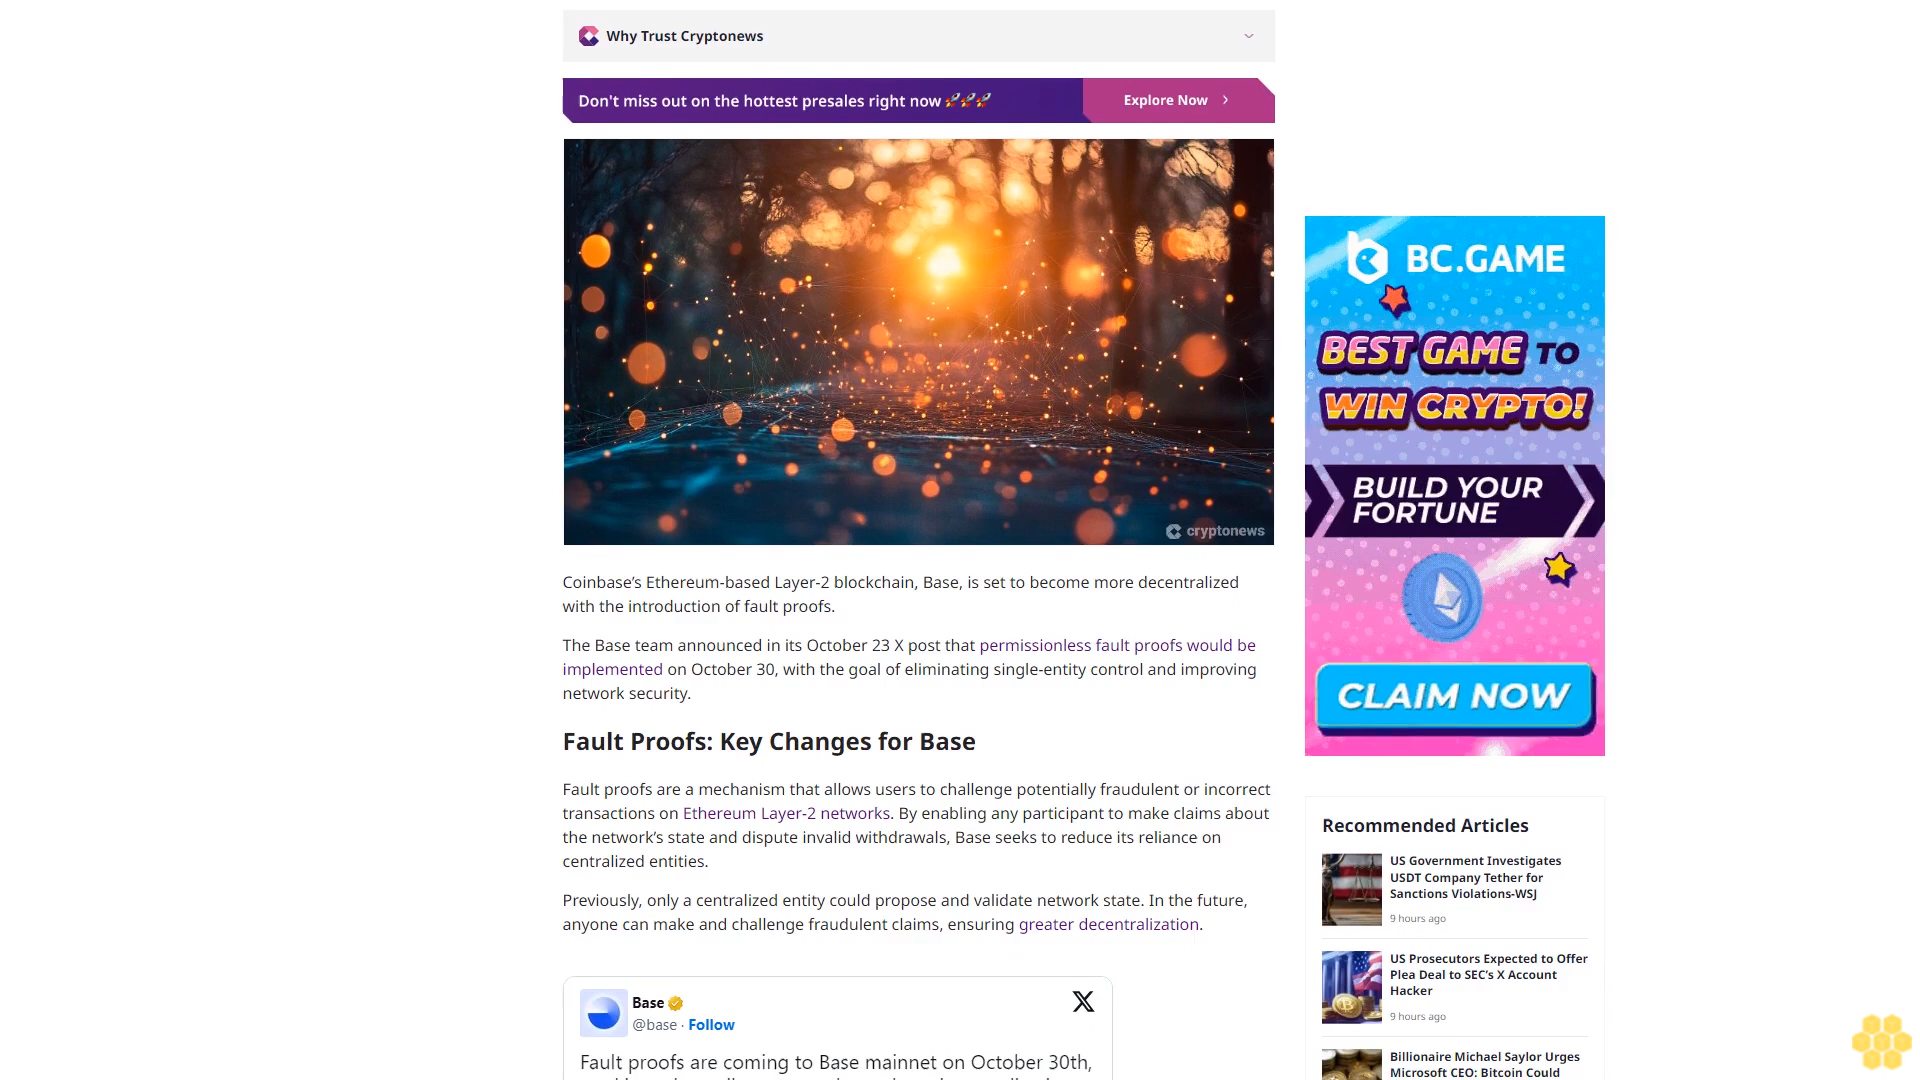 Why Trust Cryptonews
Don't miss out on the hottest presales right now 🚀🚀🚀
Explore Now
cryptonews
Coinbase’s Ethereum-based Layer-2 blockchain, Base, is set to become more decentralized
with the introduction of fault proofs.
The Base team announced in its October 23 X post that permissionless fault proofs would be
implemented on October 30, with the goal of eliminating single-entity control and improving
network security.
Fault Proofs: Key Changes for Base
Fault proofs are a mechanism that allows users to challenge potentially fraudulent or incorrect
transactions on Ethereum Layer-2 networks. By enabling any participant to make claims about
the network’s state and dispute invalid withdrawals, Base seeks to reduce its reliance on
centralized entities.
Previously, only a centralized entity could propose and validate network state. In the future,
anyone can make and challenge fraudulent claims, ensuring greater decentralization.
Base
@base · Follow
Fault proofs are coming to Base mainnet on October 30th,
BC.GAME
BEST GAME TO
WIN CRYPTO!
BUILD YOUR
FORTUNE
CLAIM NOW
Recommended Articles
US Government Investigates
USDT Company Tether for
Sanctions Violations-WSJ
9 hours ago
US Prosecutors Expected to Offer
Plea Deal to SEC’s X Account
Hacker
9 hours ago
Billionaire Michael Saylor Urges
Microsoft CEO: Bitcoin Could